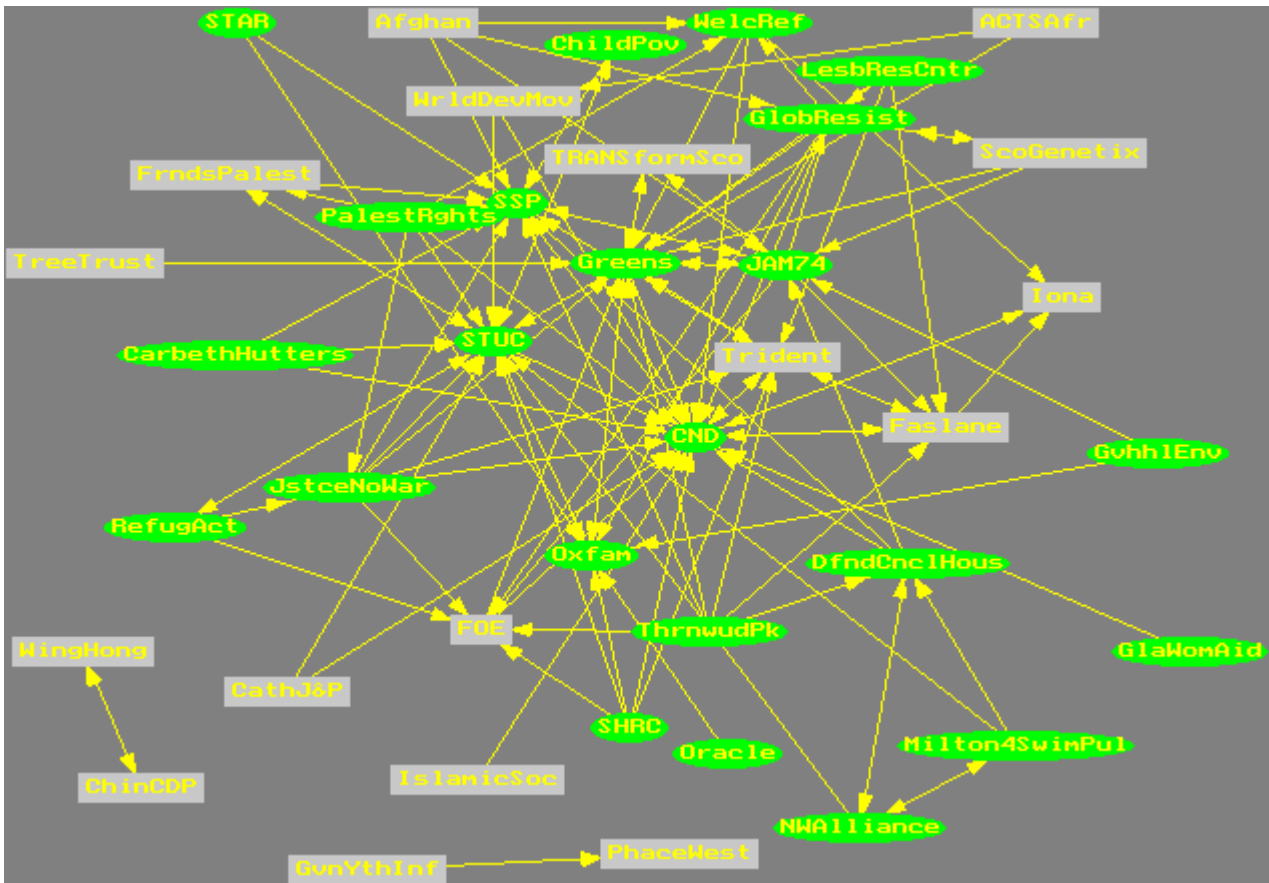 STAR
Afghan
WelcRef
ACTSAfr
ChildPov
LesbResCntr
WrldDevMov
GlobResist
TRANSformSco
ScoGenetix
FrndsPalest
SSP
PalestRghts
TreeTrust
Greens
JAM74
Iona
STUC
CarbethHutters
Trident
Faslane
CND
GvhhlEnv
JstceNoWar
RefugAct
Oxfam
DfndCnclHous
FOE
ThrnwudPk
WingHong
GlaWomAid
CathJ&P
SHRC
Oracle
Milton4SwimPul
ChinCDP
IslamicSoc
NWAlliance
PhaceWest
GvnYthInf